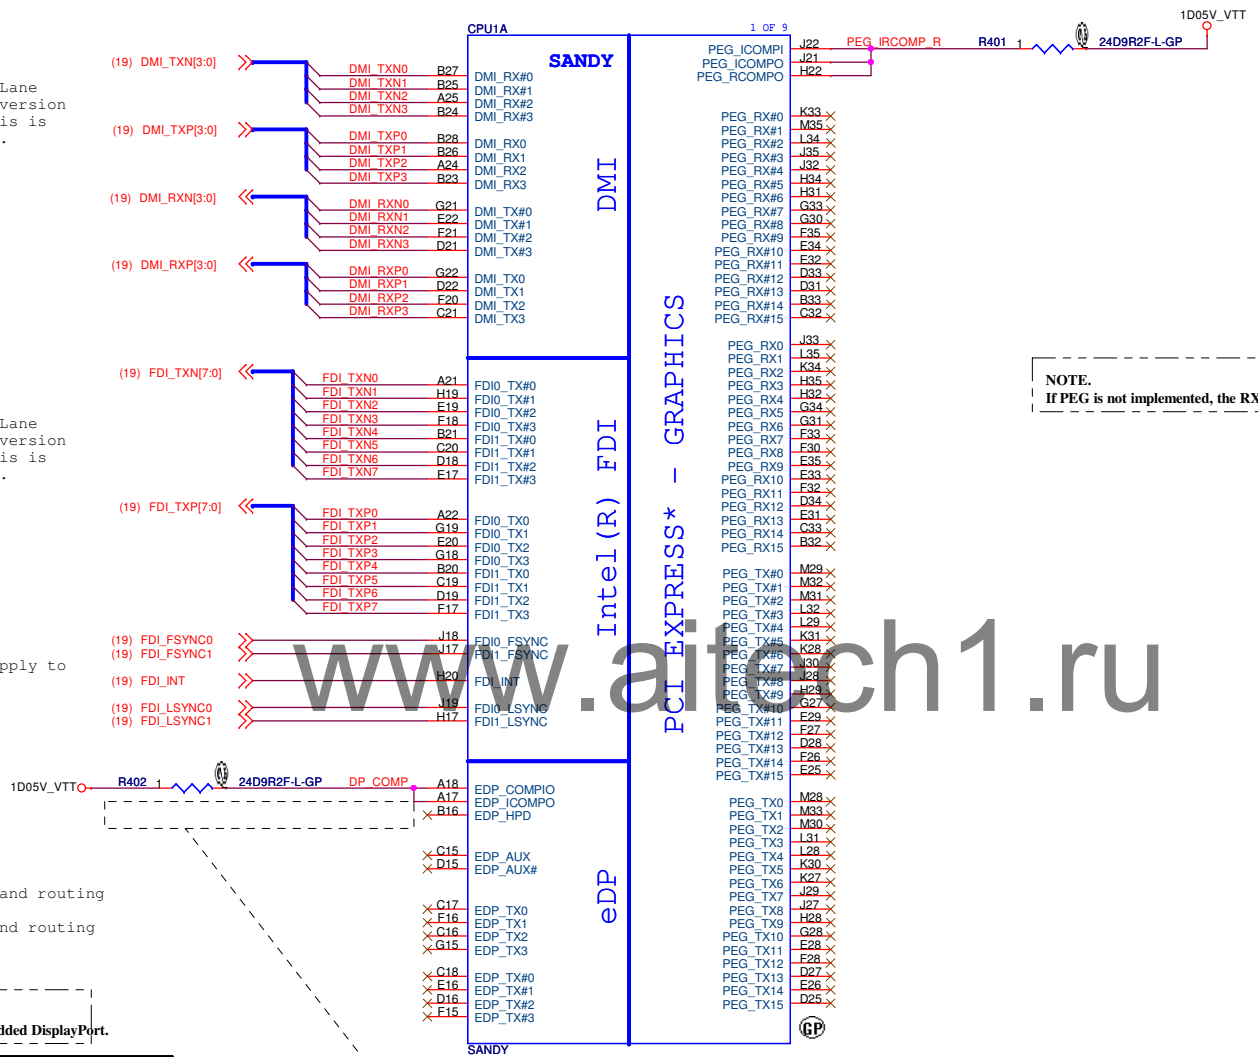 CPU1A
1 OF 9
1D05V_VTT
SANDY
PEG_ICOMPI J22 PEG_IRCOMP_R R401 1 24D9R2F-L-GP
PEG_ICOMPO J21
PEG_RCOMPO H22
(19) DMI_TXN[3:0]
DMI_TXN0 B27 DMI_RX#0
DMI_TXN1 B25 DMI_RX#1
DMI_TXN2 A25 DMI_RX#2
DMI_TXN3 B24 DMI_RX#3
Lane
version
is is
.
(19) DMI_TXP[3:0]
DMI_TXP0 B28 DMI_RX0
DMI_TXP1 B26 DMI_RX1
DMI_TXP2 A24 DMI_RX2
DMI_TXP3 B23 DMI_RX3
(19) DMI_RXN[3:0]
DMI_RXN0 G21 DMI_TX#0
DMI_RXN1 E22 DMI_TX#1
DMI_RXN2 F21 DMI_TX#2
DMI_RXN3 D21 DMI_TX#3
(19) DMI_RXP[3:0]
DMI_RXP0 G22 DMI_TX0
DMI_RXP1 D22 DMI_TX1
DMI_RXP2 F20 DMI_TX2
DMI_RXP3 C21 DMI_TX3
DMI
(19) FDI_TXN[7:0]
FDI_TXN0 A21 FDI0_TX#0
FDI_TXN1 H19 FDI0_TX#1
FDI_TXN2 E19 FDI0_TX#2
FDI_TXN3 F18 FDI0_TX#3
FDI_TXN4 B21 FDI1_TX#0
FDI_TXN5 C20 FDI1_TX#1
FDI_TXN6 D18 FDI1_TX#2
FDI_TXN7 E17 FDI1_TX#3
Lane
version
is is
.
(19) FDI_TXP[7:0]
FDI_TXP0 A22 FDI0_TX0
FDI_TXP1 G19 FDI0_TX1
FDI_TXP2 E20 FDI0_TX2
FDI_TXP3 G18 FDI0_TX3
FDI_TXP4 B20 FDI1_TX0
FDI_TXP5 C19 FDI1_TX1
FDI_TXP6 D19 FDI1_TX2
FDI_TXP7 F17 FDI1_TX3
(19) FDI_FSYNC0 J18 FDI0_FSYNC
(19) FDI_FSYNC1 J17 FDI1_FSYNC
pply to
(19) FDI_INT H20 FDI_INT
(19) FDI_LSYNC0 J19 FDI0_LSYNC
(19) FDI_LSYNC1 H17 FDI1_LSYNC
Intel(R) FDI
PCI EXPRESS* - GRAPHICS
www.aitech1.ru
1D05V_VTT R402 1 24D9R2F-L-GP DP_COMP A18 EDP_COMPIO
A17 EDP_ICOMPO
B16 EDP_HPD
C15 EDP_AUX
D15 EDP_AUX#
and routing
nd routing
C17 EDP_TX0
F16 EDP_TX1
C16 EDP_TX2
G15 EDP_TX3
C18 EDP_TX#0
E16 EDP_TX#1
D16 EDP_TX#2
F15 EDP_TX#3
eDP
dded DisplayPort.
SANDY
PEG_RX#0 K33
PEG_RX#1 M35
PEG_RX#2 L34
PEG_RX#3 J35
PEG_RX#4 J32
PEG_RX#5 H34
PEG_RX#6 H31
PEG_RX#7 G33
PEG_RX#8 G30
PEG_RX#9 F35
PEG_RX#10 E34
PEG_RX#11 E32
PEG_RX#12 D33
PEG_RX#13 D31
PEG_RX#14 B33
PEG_RX#15 C32
PEG_RX0 J33
PEG_RX1 L35
PEG_RX2 K34
PEG_RX3 H35
PEG_RX4 H32
PEG_RX5 G34
PEG_RX6 G31
PEG_RX7 F33
PEG_RX8 F30
PEG_RX9 E35
PEG_RX10 E33
PEG_RX11 F32
PEG_RX12 D34
PEG_RX13 E31
PEG_RX14 C33
PEG_RX15 B32
NOTE.
If PEG is not implemented, the RX
PEG_TX#0 M29
PEG_TX#1 M32
PEG_TX#2 M31
PEG_TX#3 L32
PEG_TX#4 L29
PEG_TX#5 K31
PEG_TX#6 K28
PEG_TX#7 J30
PEG_TX#8 J28
PEG_TX#9 H29
PEG_TX#10 G27
PEG_TX#11 E29
PEG_TX#12 F27
PEG_TX#13 D28
PEG_TX#14 F26
PEG_TX#15 E25
PEG_TX0 M28
PEG_TX1 M33
PEG_TX2 M30
PEG_TX3 L31
PEG_TX4 L28
PEG_TX5 K30
PEG_TX6 K27
PEG_TX7 J29
PEG_TX8 J27
PEG_TX9 H28
PEG_TX10 G28
PEG_TX11 E28
PEG_TX12 F28
PEG_TX13 D27
PEG_TX14 E26
PEG_TX15 D25
GP